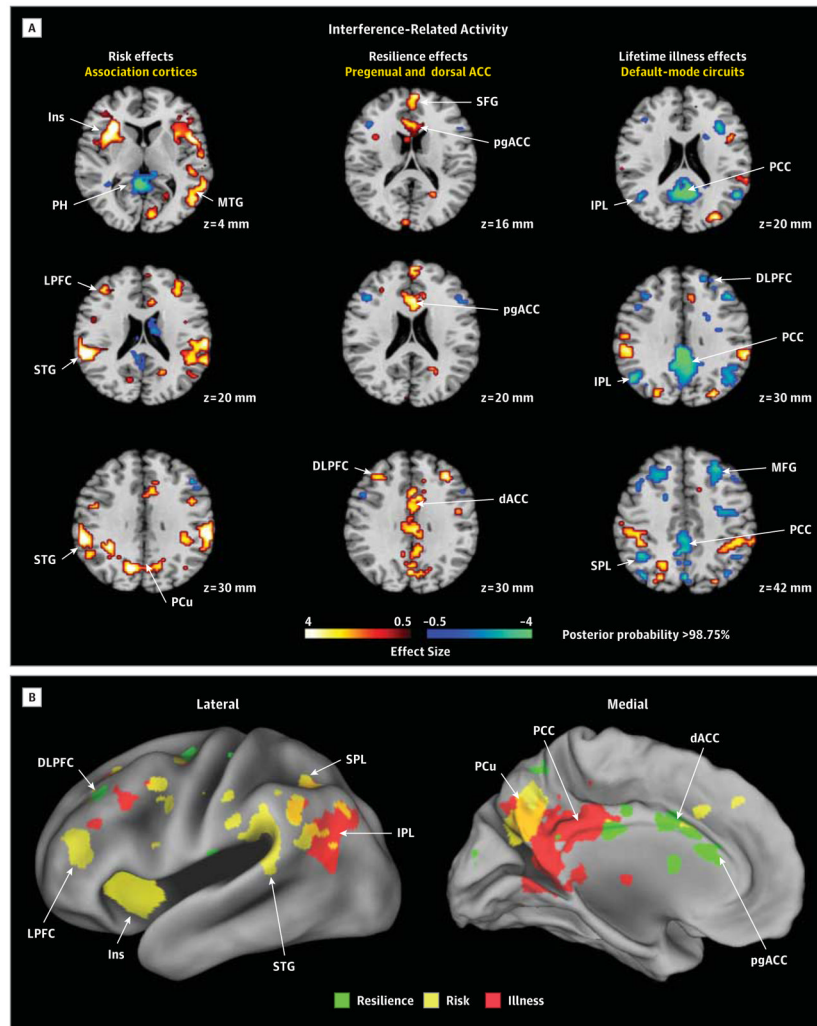 A
Interference-Related Activity
Risk effects
Association cortices
Resilience effects
Pregenual and dorsal ACC
Lifetime illness effects
Default-mode circuits
Ins
PH
MTG
z=4 mm
SFG
pgACC
z=16 mm
PCC
IPL
z=20 mm
LPFC
STG
z=20 mm
pgACC
z=20 mm
DLPFC
PCC
IPL
z=30 mm
STG
PCu
z=30 mm
DLPFC
dACC
z=30 mm
MFG
PCC
SPL
z=42 mm
4
0.5
–0.5
–4
Effect Size
Posterior probability >98.75%
B
Lateral
Medial
DLPFC
SPL
IPL
LPFC
Ins
STG
PCC
dACC
PCu
pgACC
Resilience
Risk
Illness